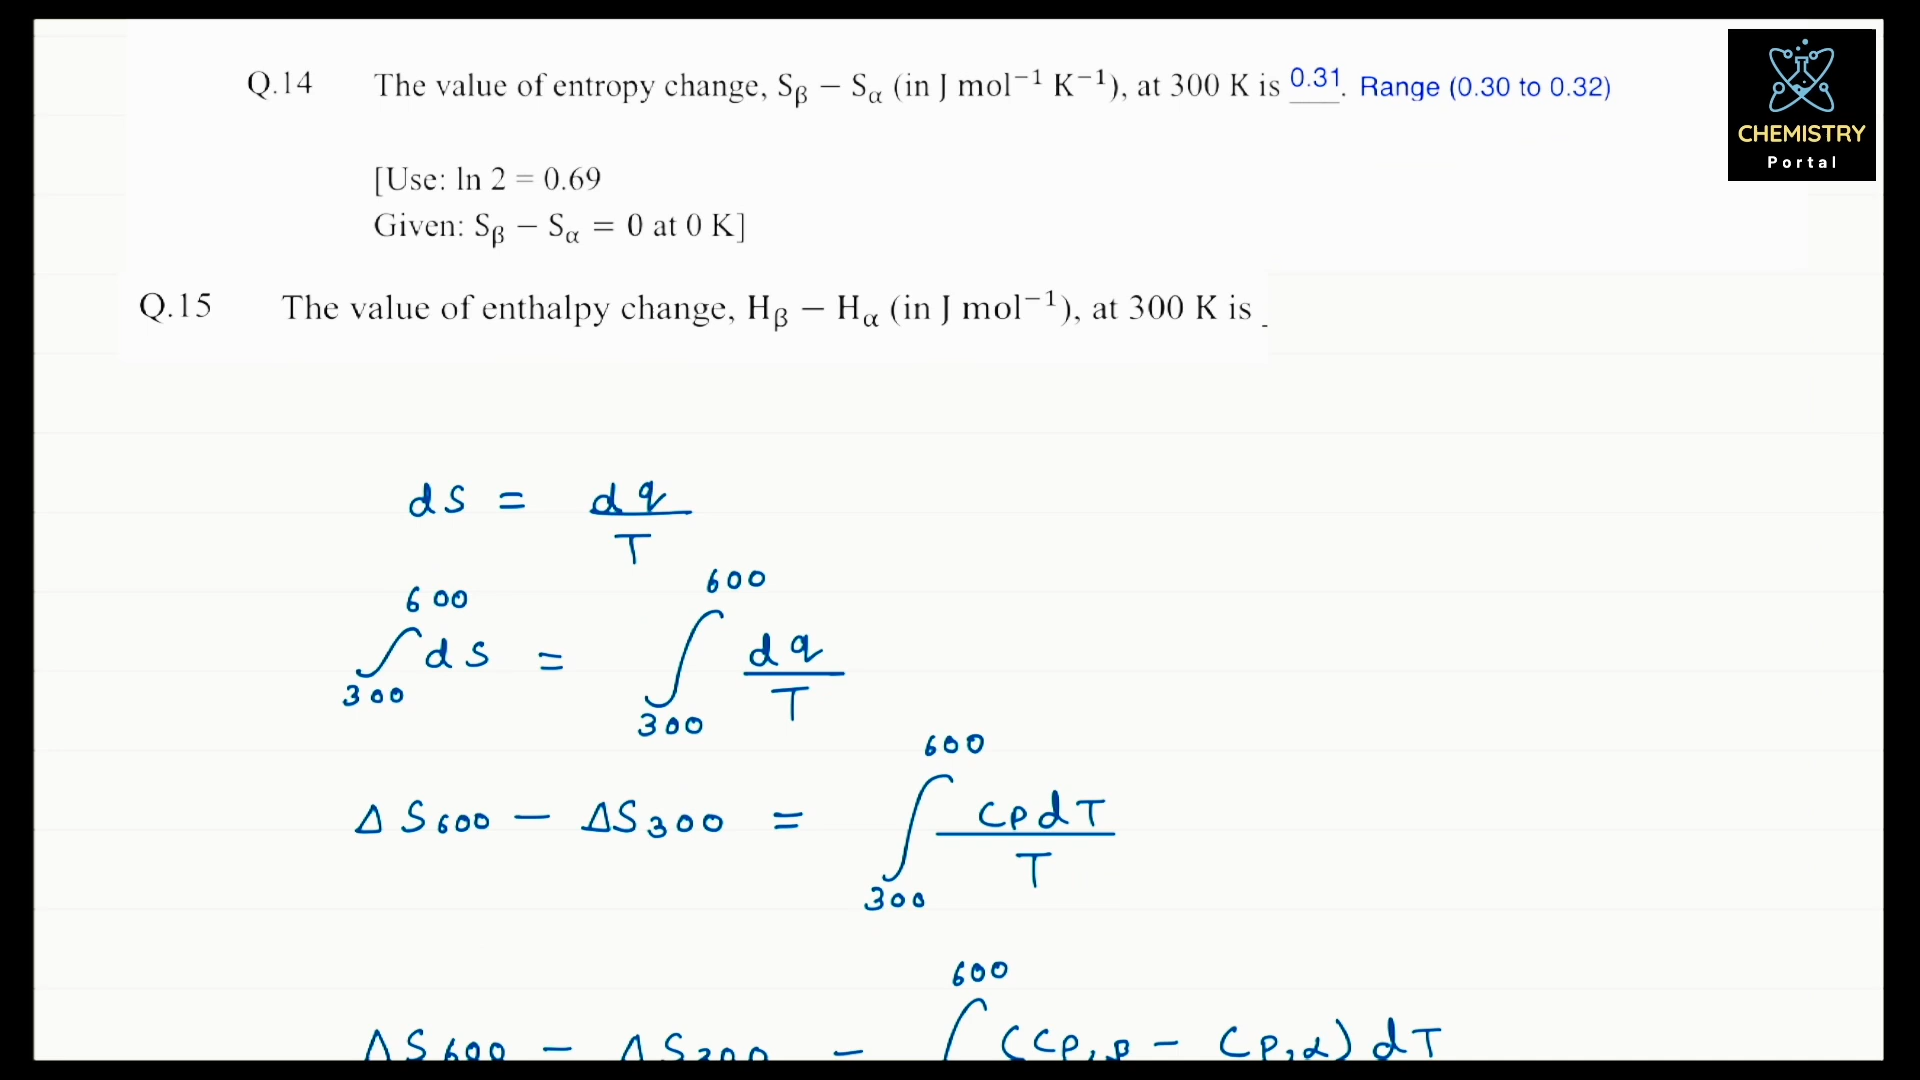 Q.14 The value of entropy change, Sβ − Sα (in J mol⁻¹ K⁻¹), at 300 K is 0.31. Range (0.30 to 0.32)
CHEMISTRY
Portal
[Use: ln 2 = 0.69
Given: Sβ − Sα = 0 at 0 K]
Q.15 The value of enthalpy change, Hβ − Hα (in J mol⁻¹), at 300 K is _
dS = dq/T
∫₃₀₀⁶⁰⁰ dS = ∫₃₀₀⁶⁰⁰ dq/T
ΔS₆₀₀ − ΔS₃₀₀ = ∫₃₀₀⁶⁰⁰ CpdT/T
ΔS₆₀₀ − ΔS₃₀₀ = ∫⁶⁰⁰ (Cp,β − Cp,α) dT